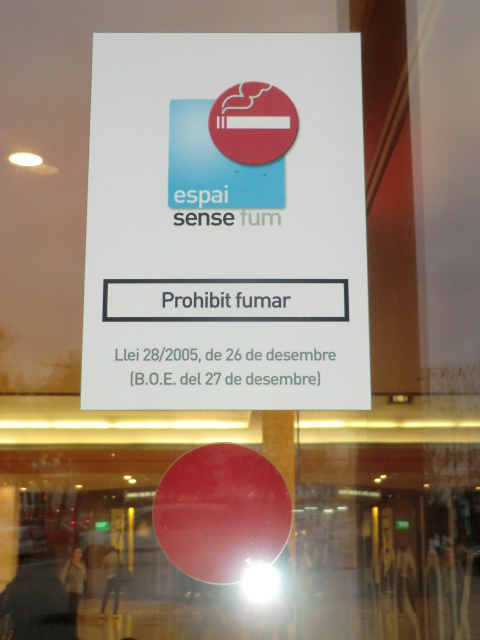 espai
sense fum
Prohibit fumar
Llei 28/2005, de 26 de desembre
(B.O.E. del 27 de desembre)